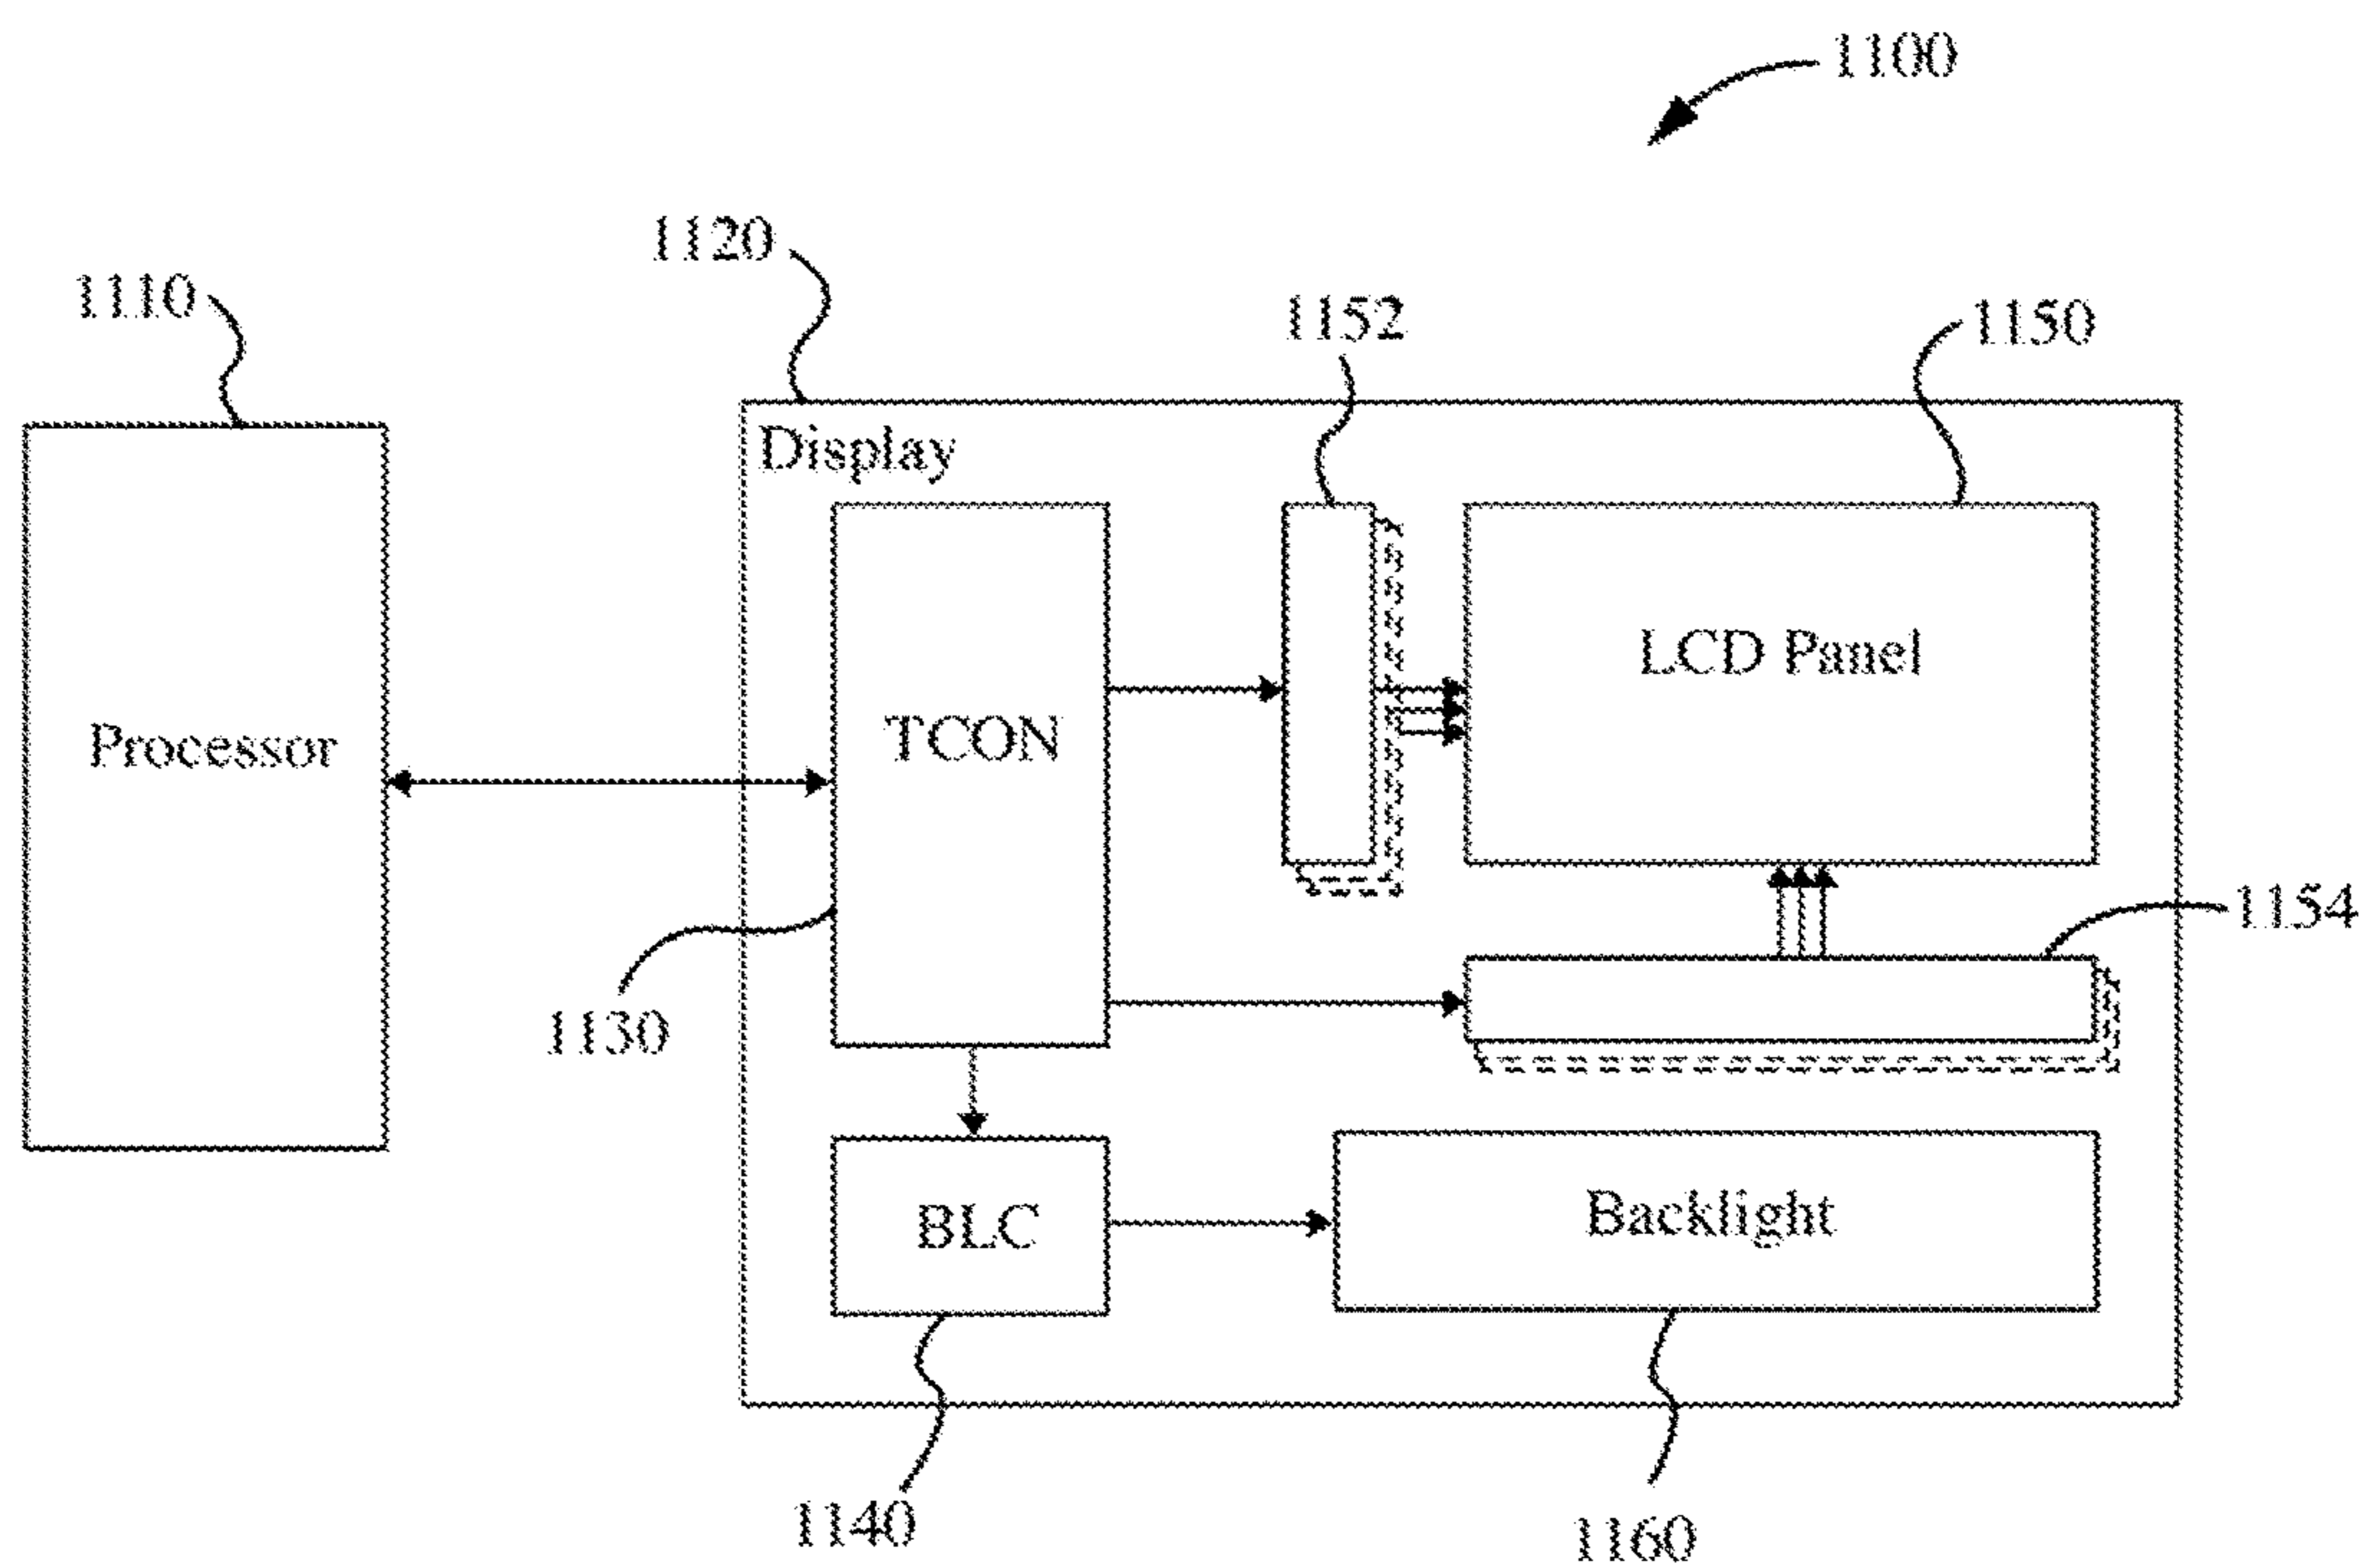 1100
1120
1110
1152
1150
Display
LCD Panel
TCON
Processor
1154
1130
BLC
Backlight
1140
1160